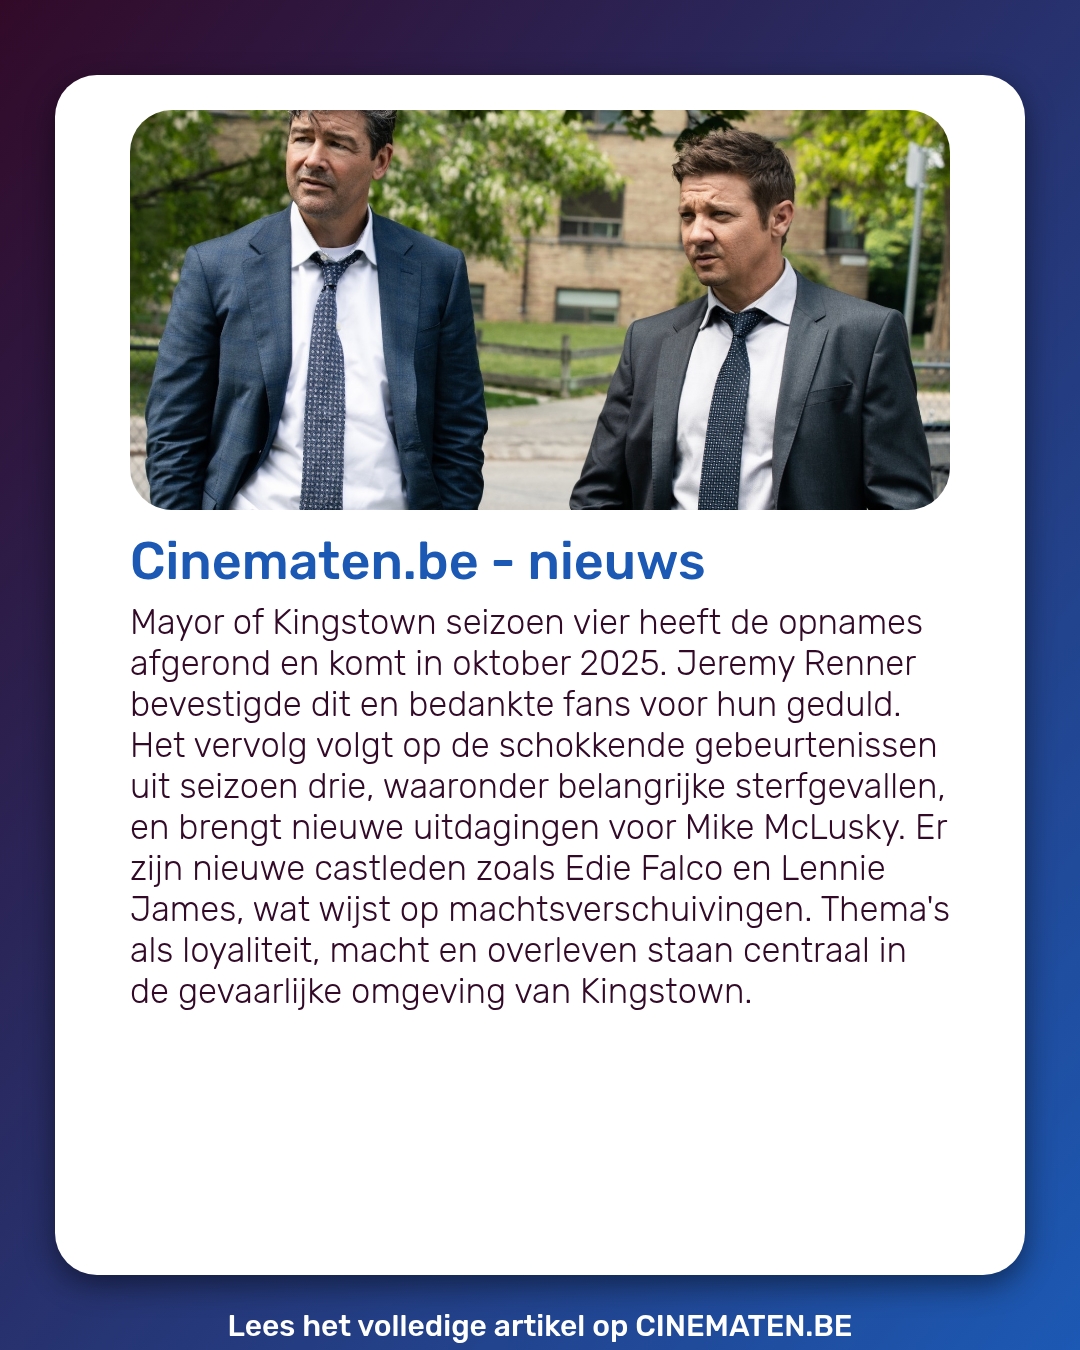 Cinematen.be - nieuws
Mayor of Kingstown seizoen vier heeft de opnames
afgerond en komt in oktober 2025. Jeremy Renner
bevestigde dit en bedankte fans voor hun geduld.
Het vervolg volgt op de schokkende gebeurtenissen
uit seizoen drie, waaronder belangrijke sterfgevallen,
en brengt nieuwe uitdagingen voor Mike McLusky. Er
zijn nieuwe castleden zoals Edie Falco en Lennie
James, wat wijst op machtsverschuivingen. Thema's
als loyaliteit, macht en overleven staan centraal in
de gevaarlijke omgeving van Kingstown.
Lees het volledige artikel op CINEMATEN.BE